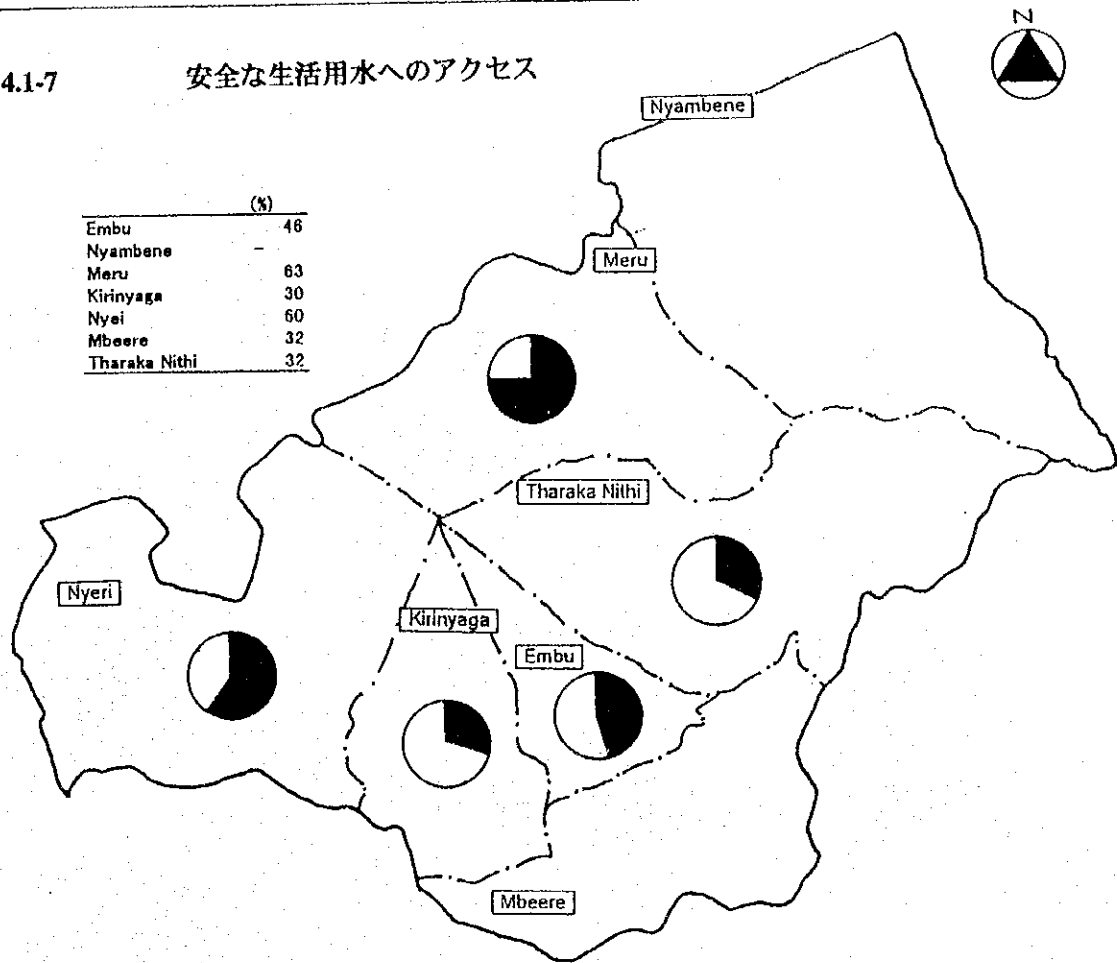 4.1-7 安全な生活用水へのアクセス
N
(%)
Embu 46
Nyambene -
Meru 63
Kirinyaga 30
Nyei 60
Mbeere 32
Tharaka Nithi 32
Nyambene
Meru
Tharaka Nithi
Nyeri
Kirinyaga
Embu
Mbeere